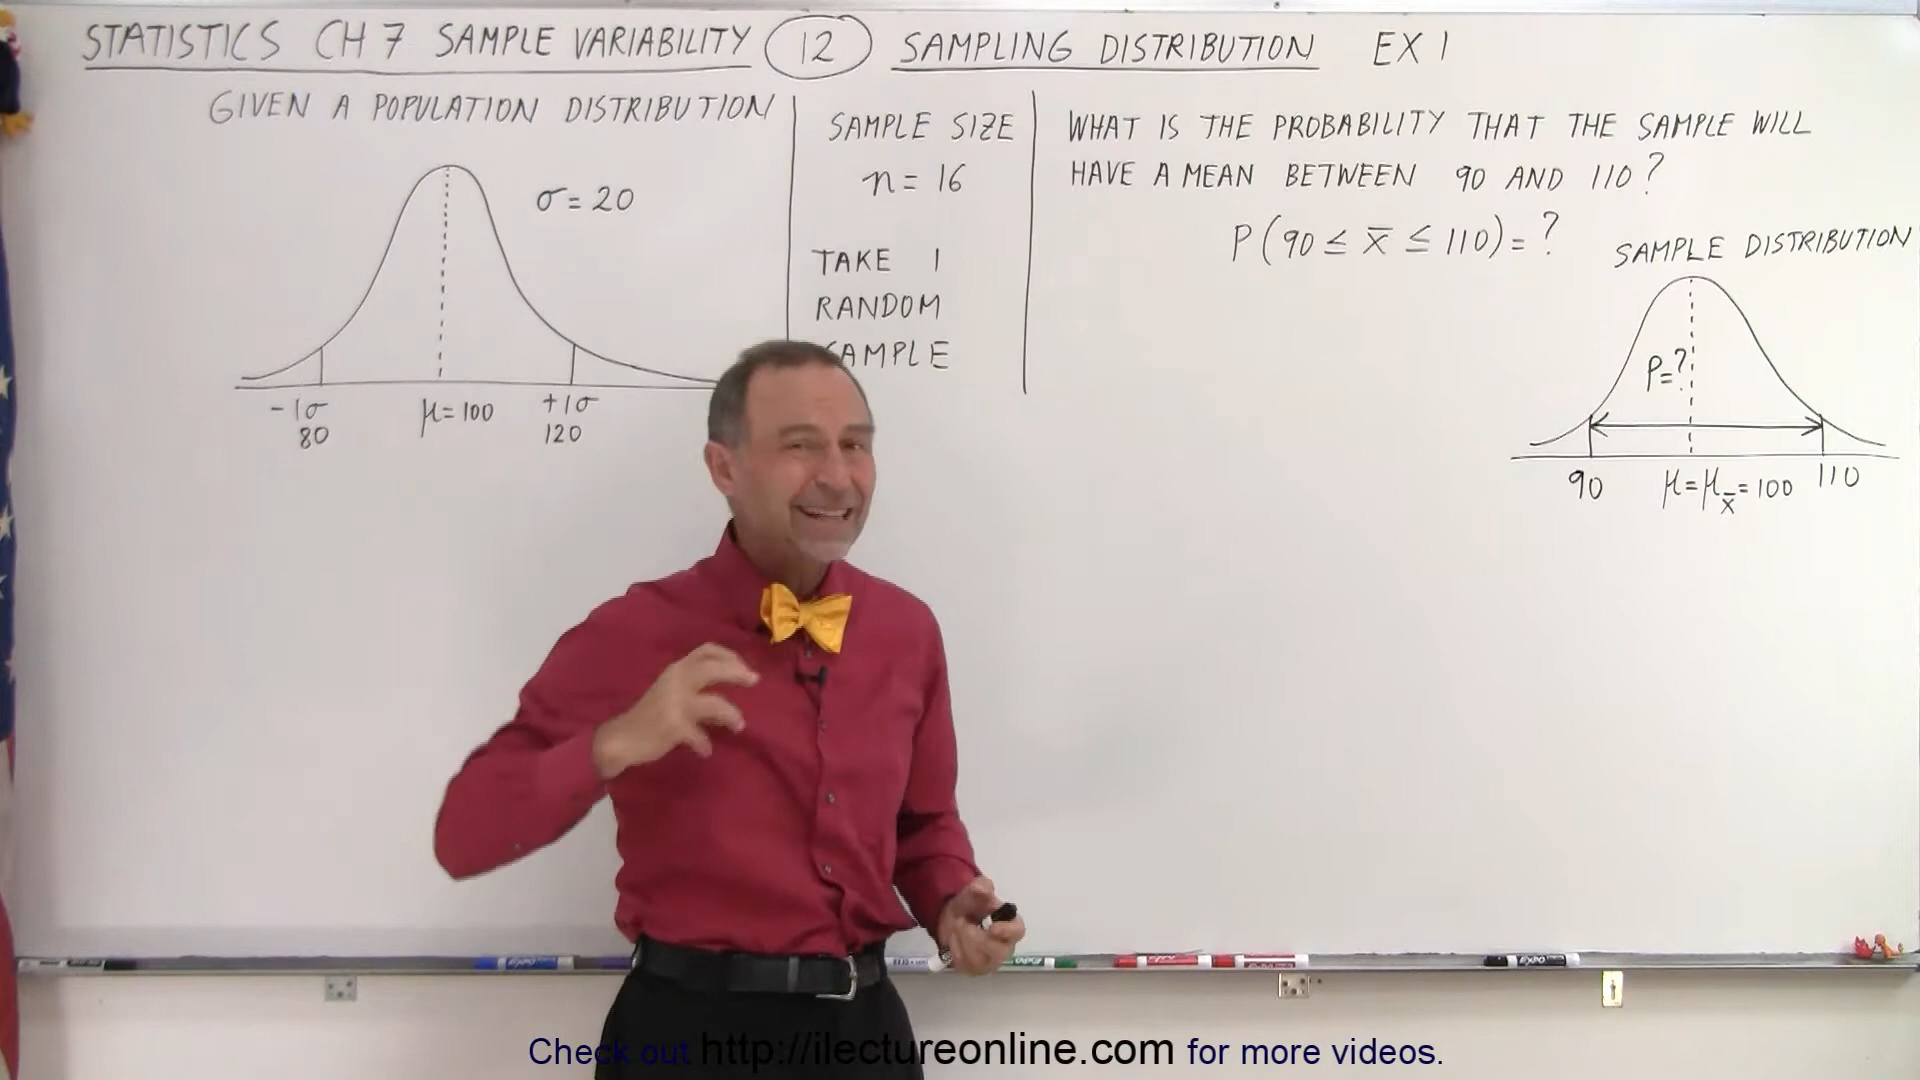 STATISTICS CH 7 SAMPLE VARIABILITY 12 SAMPLING DISTRIBUTION EX 1
GIVEN A POPULATION DISTRIBUTION
σ = 20
-1σ
80
μ = 100
+1σ
120
SAMPLE SIZE
n = 16
TAKE 1
RANDOM
SAMPLE
WHAT IS THE PROBABILITY THAT THE SAMPLE WILL
HAVE A MEAN BETWEEN 90 AND 110?
P(90 ≤ x̄ ≤ 110) = ?
SAMPLE DISTRIBUTION
P=?
90 μ = μx̄ = 100 110
EXPO
Check out http://ilectureonline.com for more videos.